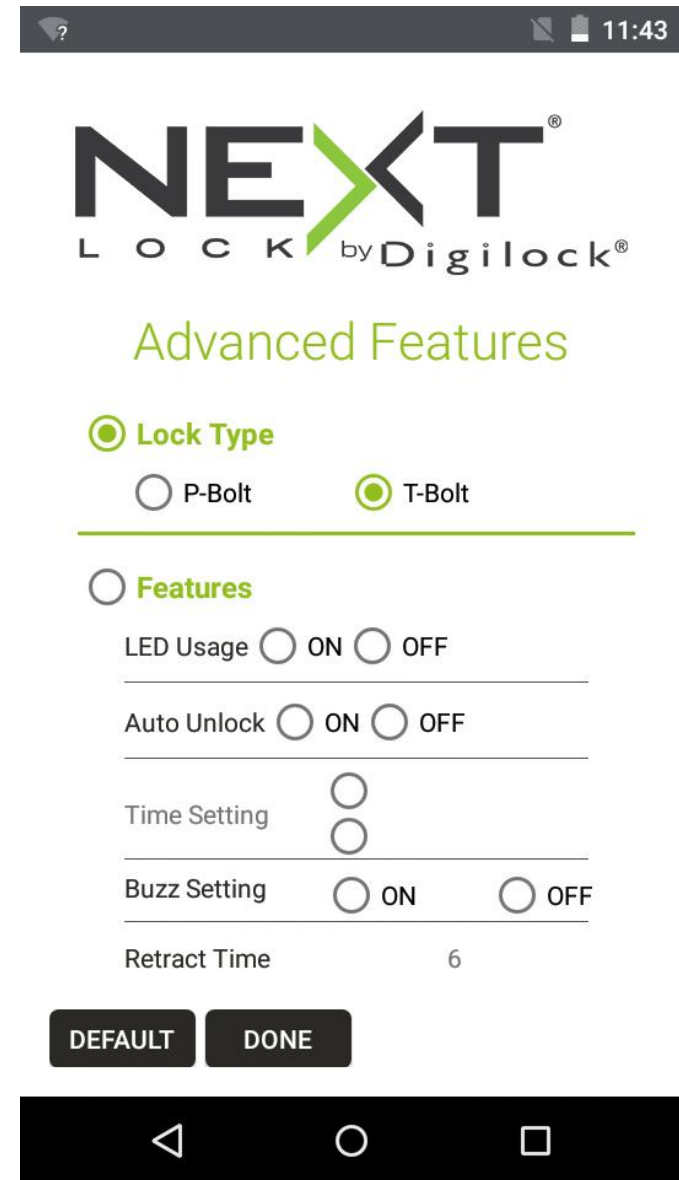 ?
11:43
NEXT®
LOCK by Digilock®
Advanced Features
Lock Type
P-Bolt T-Bolt
Features
LED Usage ON OFF
Auto Unlock ON OFF
Time Setting
Buzz Setting ON OFF
Retract Time 6
DEFAULT DONE